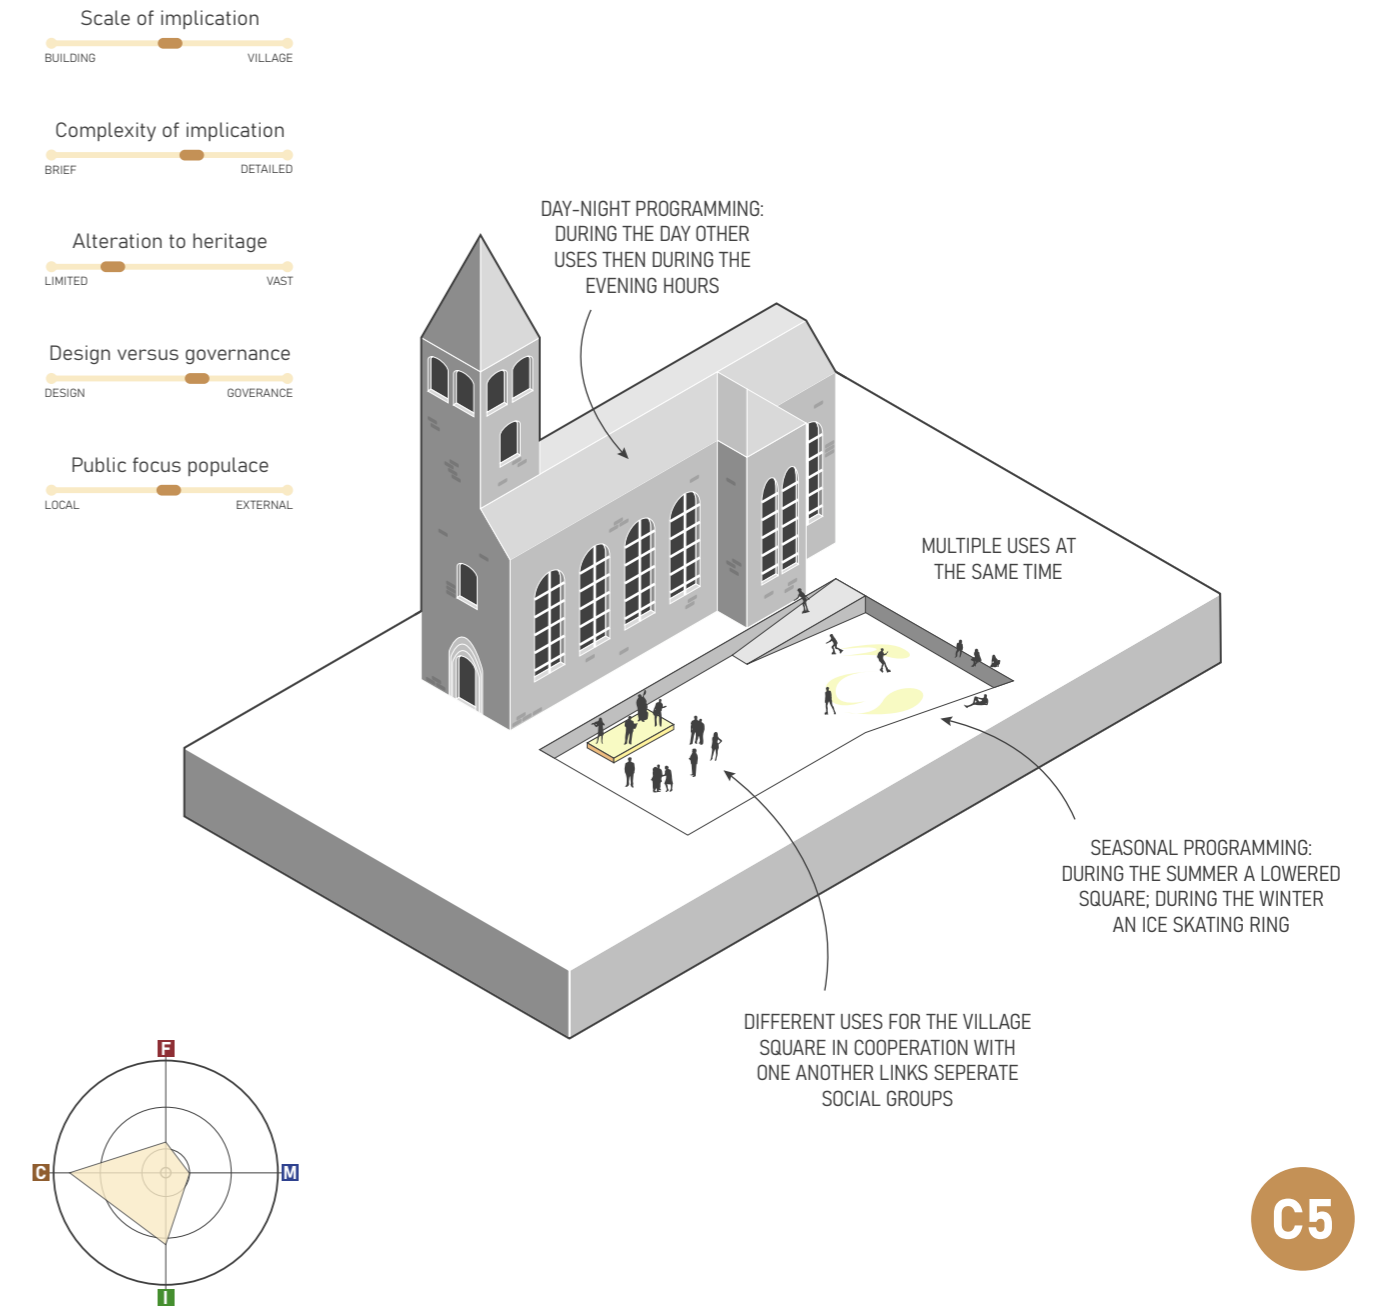 Scale of implication
BUILDING VILLAGE
Complexity of implication
BRIEF DETAILED
Alteration to heritage
LIMITED VAST
Design versus governance
DESIGN GOVERANCE
Public focus populace
LOCAL EXTERNAL
DAY-NIGHT PROGRAMMING:
DURING THE DAY OTHER
USES THEN DURING THE
EVENING HOURS
MULTIPLE USES AT
THE SAME TIME
SEASONAL PROGRAMMING:
DURING THE SUMMER A LOWERED
SQUARE; DURING THE WINTER
AN ICE SKATING RING
DIFFERENT USES FOR THE VILLAGE
SQUARE IN COOPERATION WITH
ONE ANOTHER LINKS SEPERATE
SOCIAL GROUPS
F
C M
I
C5